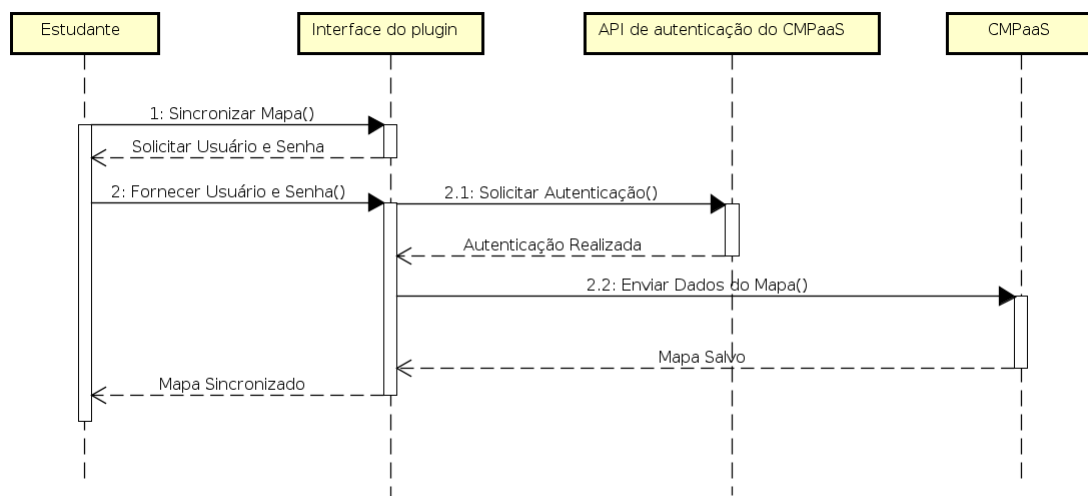 Estudante
Interface do plugin
API de autenticação do CMPaaS
CMPaaS
1: Sincronizar Mapa()
Solicitar Usuário e Senha
2: Fornecer Usuário e Senha()
2.1: Solicitar Autenticação()
Autenticação Realizada
2.2: Enviar Dados do Mapa()
Mapa Salvo
Mapa Sincronizado